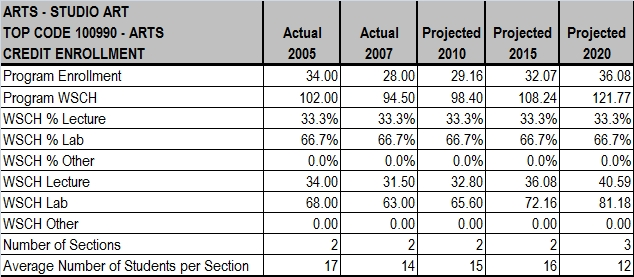 ARTS - STUDIO ART
TOP CODE 100990 - ARTS Actual Actual Projected Projected Projected
CREDIT ENROLLMENT 2005 2007 2010 2015 2020
Program Enrollment 34.00 28.00 29.16 32.07 36.08
Program WSCH 102.00 94.50 98.40 108.24 121.77
WSCH % Lecture 33.3% 33.3% 33.3% 33.3% 33.3%
WSCH % Lab 66.7% 66.7% 66.7% 66.7% 66.7%
WSCH % Other 0.0% 0.0% 0.0% 0.0% 0.0%
WSCH Lecture 34.00 31.50 32.80 36.08 40.59
WSCH Lab 68.00 63.00 65.60 72.16 81.18
WSCH Other 0.00 0.00 0.00 0.00 0.00
Number of Sections 2 2 2 2 3
Average Number of Students per Section 17 14 15 16 12